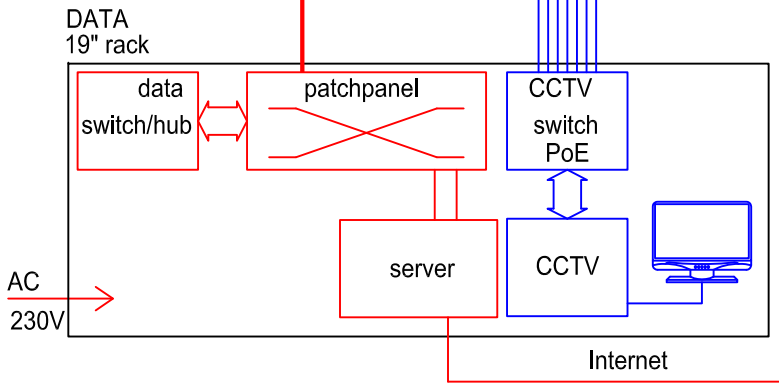 DATA
19" rack
data
switch/hub
patchpanel
CCTV
switch
PoE
server
CCTV
AC
230V
Internet